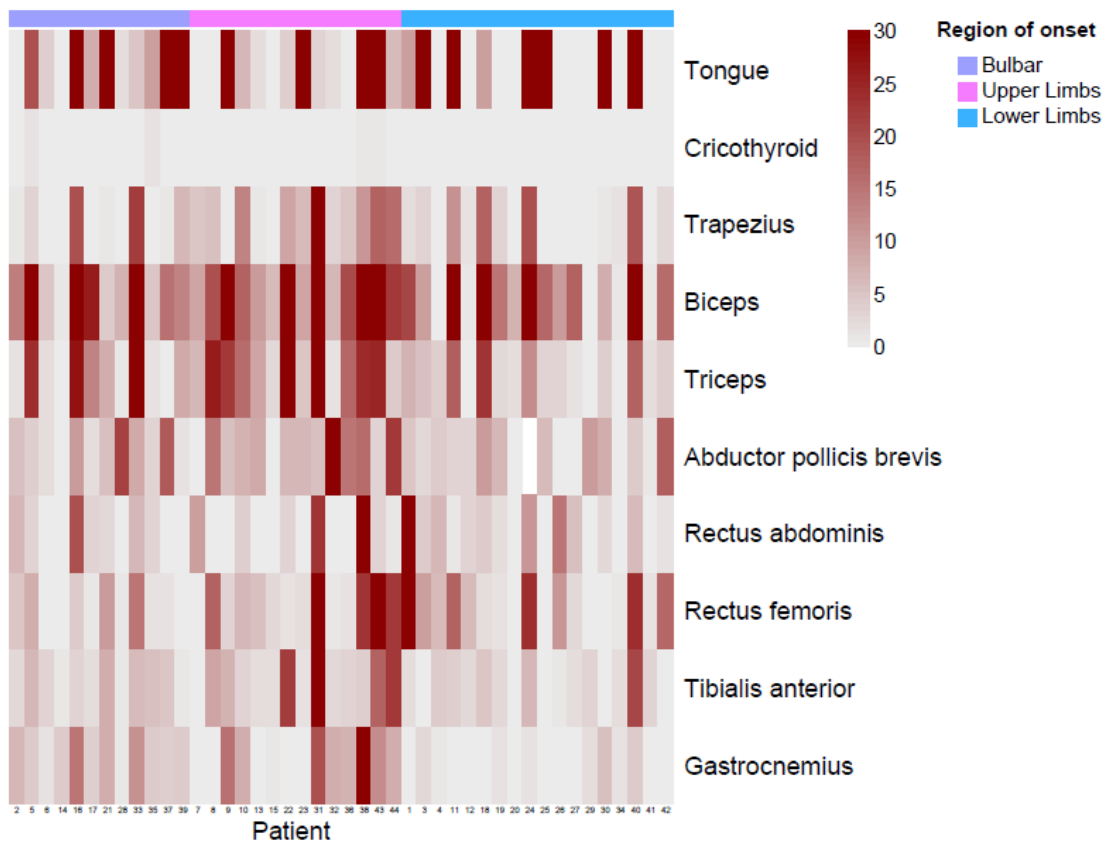 Region of onset
Bulbar
Upper Limbs
Lower Limbs
30
25
20
15
10
5
0
Tongue
Cricothyroid
Trapezius
Biceps
Triceps
Abductor pollicis brevis
Rectus abdominis
Rectus femoris
Tibialis anterior
Gastrocnemius
2 5 6 14 16 17 21 28 33 35 37 39 7 8 9 10 13 15 22 23 31 32 36 38 43 44 1 3 4 11 12 18 19 20 24 25 26 27 29 30 34 40 41 42
Patient